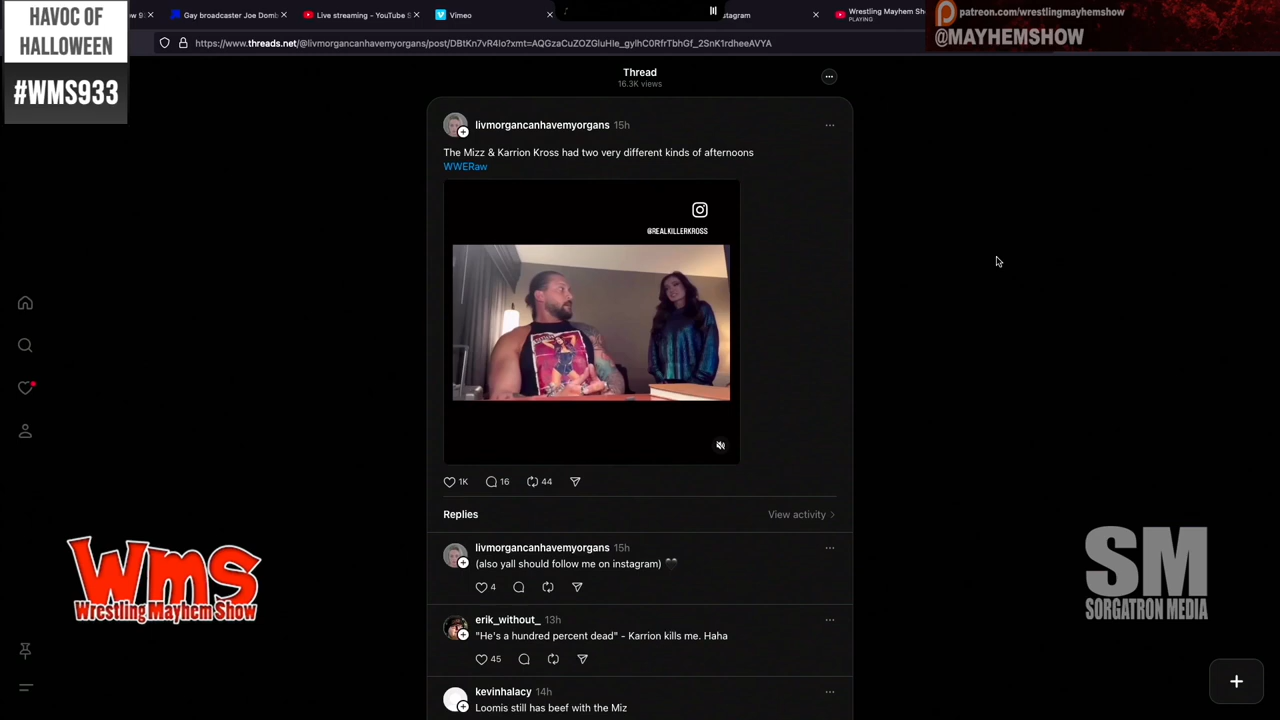 HAVOC OF
HALLOWEEN
#WMS933
Gay broadcaster Joe Domb
Live streaming - YouTube S
Vimeo
Wrestling Mayhem Sh
PLAYING
patreon.com/wrestlingmayhemshow
@MAYHEMSHOW
https://www.threads.net/@livmorgancanhavemyorgans/post/DBtKn7vR4Io?xmt=AQGzaCuZOZGluHle_gylhC0RfrTbhGf_2SnK1rdheeAVYA
Thread
16.3K views
livmorgancanhavemyorgans 15h
The Mizz & Karrion Kross had two very different kinds of afternoons
WWERaw
@REALKILLERKROSS
1K 16 44
Replies
View activity
livmorgancanhavemyorgans 15h
(also yall should follow me on instagram) 🖤
4
erik_without_ 13h
"He's a hundred percent dead" - Karrion kills me. Haha
45
kevinhalacy 14h
Loomis still has beef with the Miz
WMS
Wrestling Mayhem Show
SM
SORGATRON MEDIA